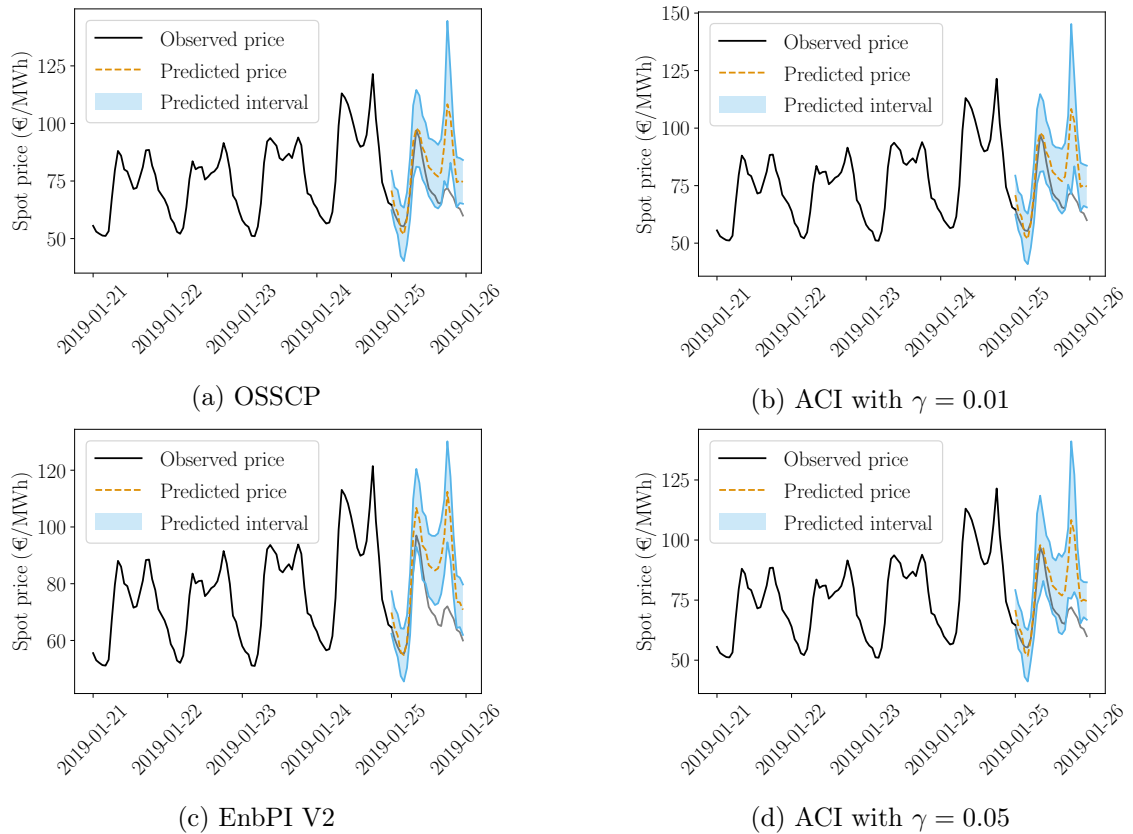 Spot price (€/MWh)
125
100
75
50
Observed price
Predicted price
Predicted interval
2019-01-21
2019-01-22
2019-01-23
2019-01-24
2019-01-25
2019-01-26
(a) OSSCP
Spot price (€/MWh)
150
125
100
75
50
Observed price
Predicted price
Predicted interval
2019-01-21
2019-01-22
2019-01-23
2019-01-24
2019-01-25
2019-01-26
(b) ACI with γ = 0.01
Spot price (€/MWh)
120
100
80
60
Observed price
Predicted price
Predicted interval
2019-01-21
2019-01-22
2019-01-23
2019-01-24
2019-01-25
2019-01-26
(c) EnbPI V2
Spot price (€/MWh)
125
100
75
50
Observed price
Predicted price
Predicted interval
2019-01-21
2019-01-22
2019-01-23
2019-01-24
2019-01-25
2019-01-26
(d) ACI with γ = 0.05